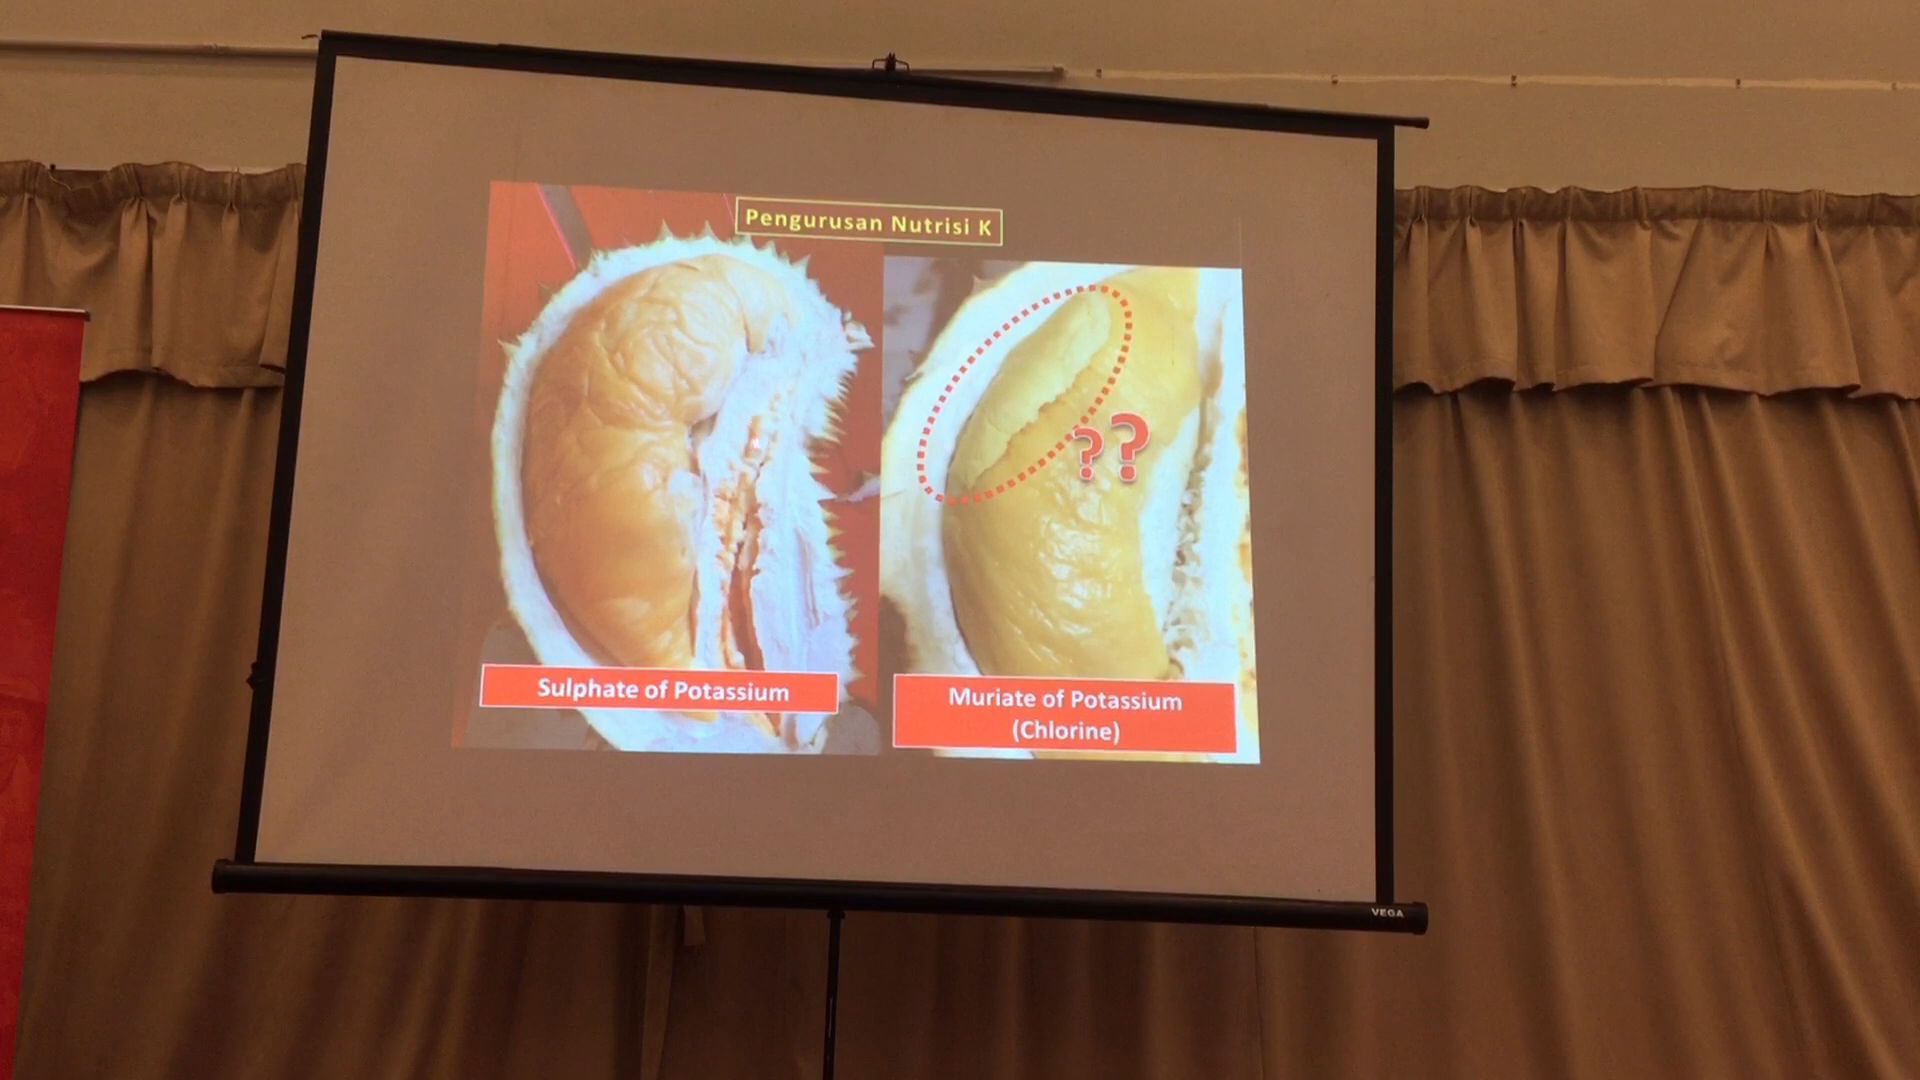 Pengurusan Nutrisi K
??
Sulphate of Potassium
Muriate of Potassium
(Chlorine)
VEGA